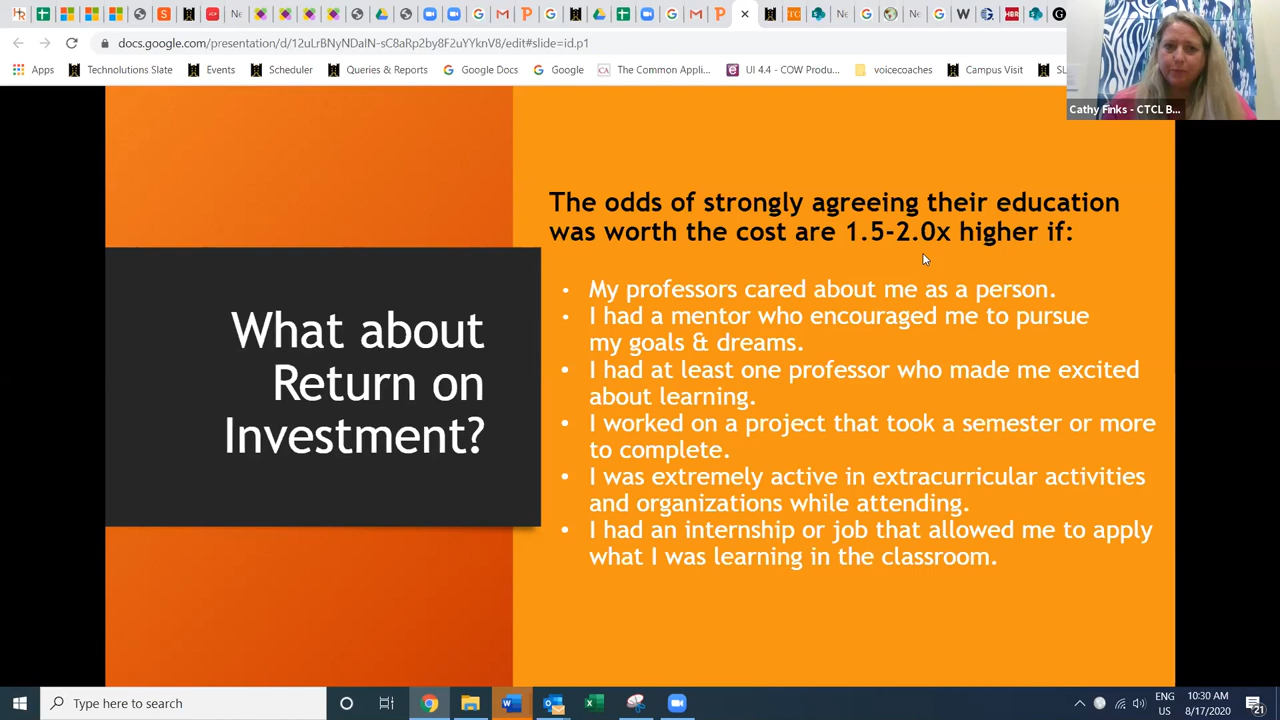 Ne
Ne
Ne
W
HBR
docs.google.com/presentation/d/12uLrBNyNDaIN-sC8aRp2by8F2uYYknV8/edit#slide=id.p1
Apps
Technolutions Slate
Events
Scheduler
Queries & Reports
Google Docs
Google
The Common Appli...
UI 4.4 - COW Produ...
voicecoaches
Campus Visit
Cathy Finks - CTCL B...
What about
Return on
Investment?
The odds of strongly agreeing their education
was worth the cost are 1.5-2.0x higher if:
• My professors cared about me as a person.
• I had a mentor who encouraged me to pursue
my goals & dreams.
• I had at least one professor who made me excited
about learning.
• I worked on a project that took a semester or more
to complete.
• I was extremely active in extracurricular activities
and organizations while attending.
• I had an internship or job that allowed me to apply
what I was learning in the classroom.
Type here to search
ENG
US
10:30 AM
8/17/2020
21